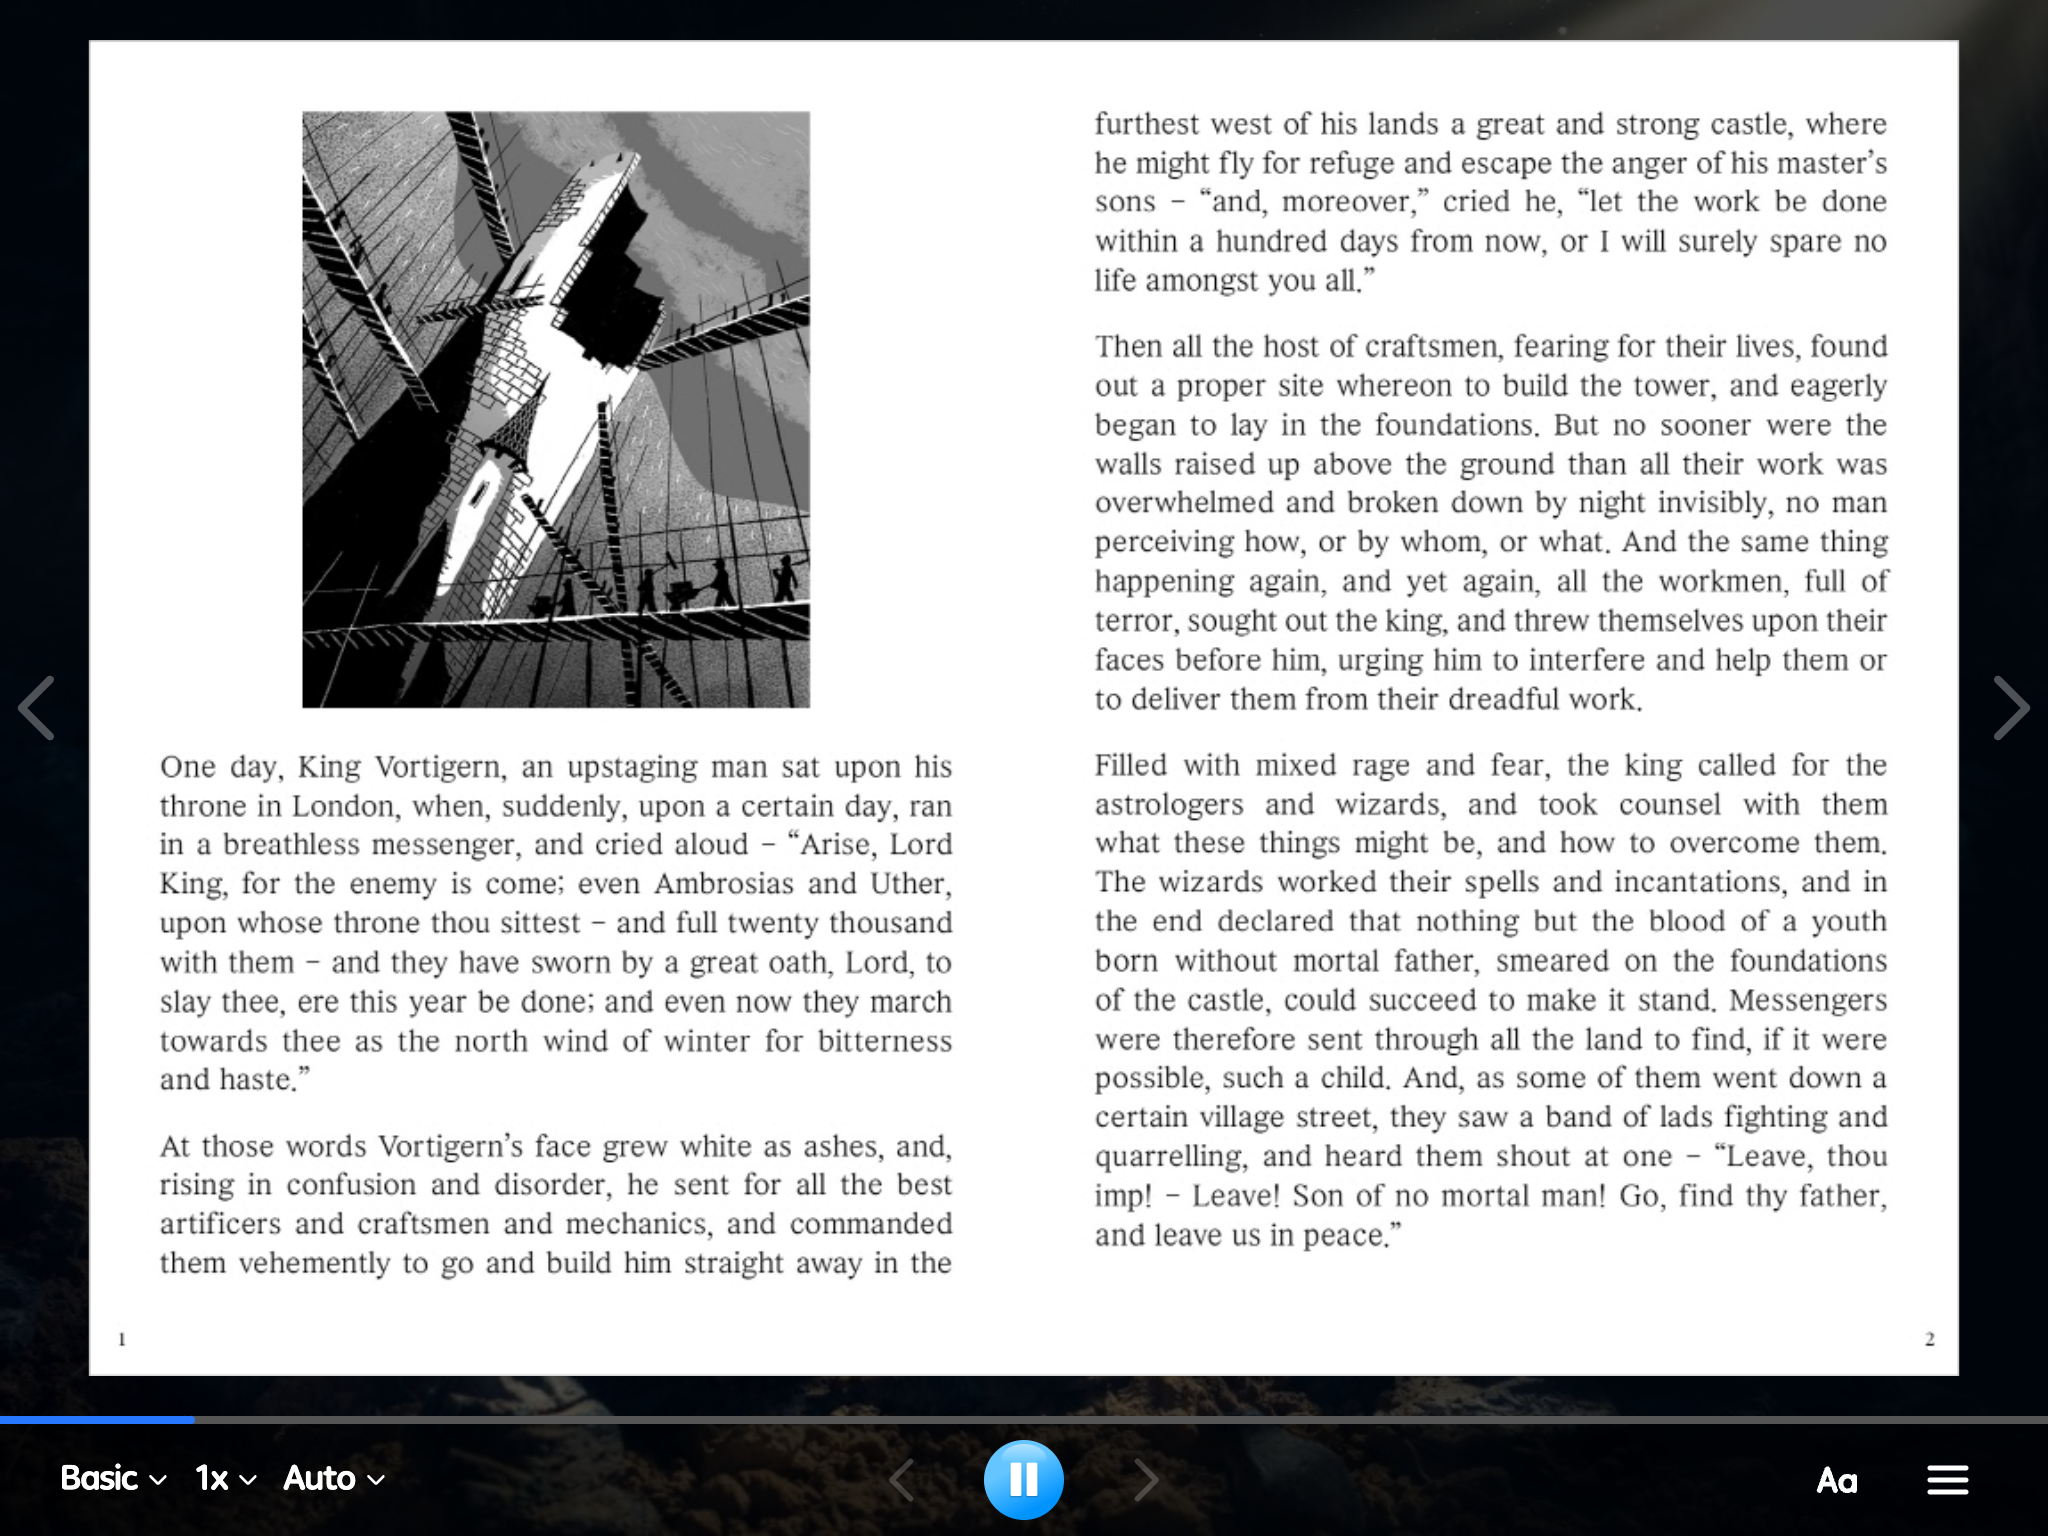 One day, King Vortigern, an upstaging man sat upon his
throne in London, when, suddenly, upon a certain day, ran
in a breathless messenger, and cried aloud – “Arise, Lord
King, for the enemy is come; even Ambrosias and Uther,
upon whose throne thou sittest – and full twenty thousand
with them – and they have sworn by a great oath, Lord, to
slay thee, ere this year be done; and even now they march
towards thee as the north wind of winter for bitterness
and haste.”
At those words Vortigern’s face grew white as ashes, and,
rising in confusion and disorder, he sent for all the best
artificers and craftsmen and mechanics, and commanded
them vehemently to go and build him straight away in the
1
furthest west of his lands a great and strong castle, where
he might fly for refuge and escape the anger of his master’s
sons – “and, moreover,” cried he, “let the work be done
within a hundred days from now, or I will surely spare no
life amongst you all.”
Then all the host of craftsmen, fearing for their lives, found
out a proper site whereon to build the tower, and eagerly
began to lay in the foundations. But no sooner were the
walls raised up above the ground than all their work was
overwhelmed and broken down by night invisibly, no man
perceiving how, or by whom, or what. And the same thing
happening again, and yet again, all the workmen, full of
terror, sought out the king, and threw themselves upon their
faces before him, urging him to interfere and help them or
to deliver them from their dreadful work.
Filled with mixed rage and fear, the king called for the
astrologers and wizards, and took counsel with them
what these things might be, and how to overcome them.
The wizards worked their spells and incantations, and in
the end declared that nothing but the blood of a youth
born without mortal father, smeared on the foundations
of the castle, could succeed to make it stand. Messengers
were therefore sent through all the land to find, if it were
possible, such a child. And, as some of them went down a
certain village street, they saw a band of lads fighting and
quarrelling, and heard them shout at one – “Leave, thou
imp! – Leave! Son of no mortal man! Go, find thy father,
and leave us in peace.”
2
Basic 1x Auto Aa